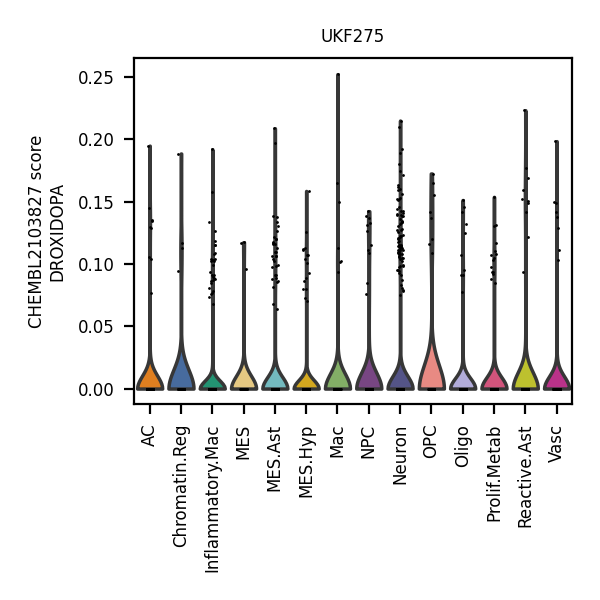 UKF275
CHEMBL2103827 score
DROXIDOPA
0.25
0.20
0.15
0.10
0.05
0.00
AC
Chromatin.Reg
Inflammatory.Mac
MES
MES.Ast
MES.Hyp
Mac
NPC
Neuron
OPC
Oligo
Prolif.Metab
Reactive.Ast
Vasc